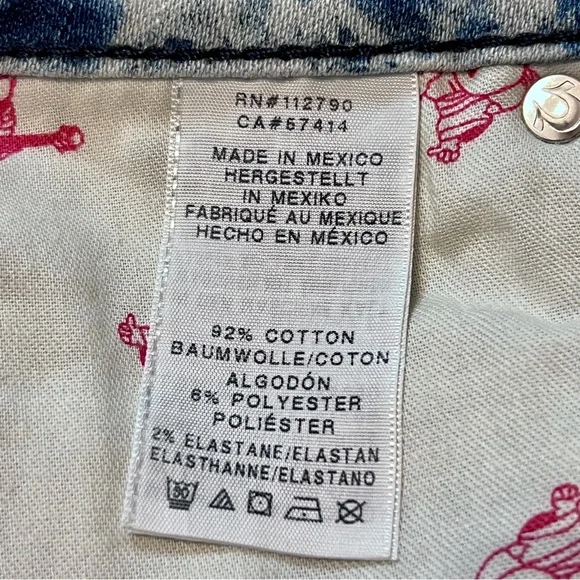 RN#112790
CA#57414
MADE IN MEXICO
HERGESTELLT
IN MEXIKO
FABRIQUÉ AU MEXIQUE
HECHO EN MÉXICO
92% COTTON
BAUMWOLLE/COTON
ALGODÓN
6% POLYESTER
POLIÉSTER
2% ELASTANE/ELASTAN
ELASTHANNE/ELASTANO
30